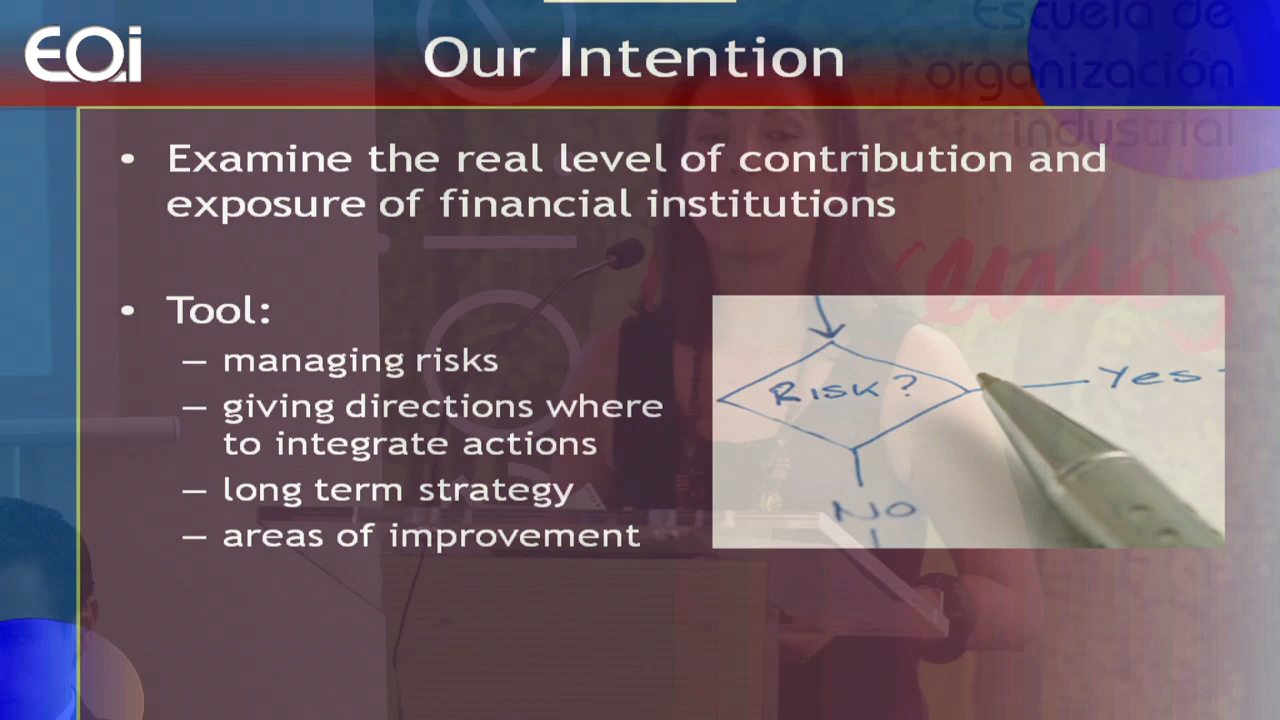 EOi
Our Intention
Escuela de
organización
industrial
• Examine the real level of contribution and
exposure of financial institutions
• Tool:
– managing risks
– giving directions where
to integrate actions
– long term strategy
– areas of improvement
RISK?
Yes
NO